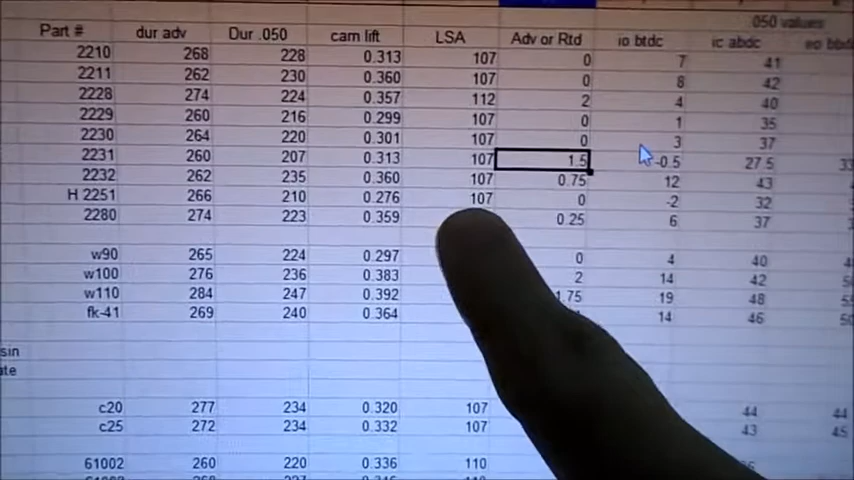 050 values
Part # dur adv Dur .050 cam lift LSA Adv or Rtd io btdc ic abdc
2210 268 228 0.313 107 0 7 41
2211 262 230 0.360 107 0 8 42
2228 274 224 0.357 112 2 4 40
2229 260 216 0.299 107 0 1 35
2230 264 220 0.301 107 0 3 37
2231 260 207 0.313 107 1.5 -0.5 27.5
2232 262 235 0.360 107 0.75 12 43
H 2251 266 210 0.276 107 0 -2 32
2280 274 223 0.359 0.25 6 37
w90 265 224 0.297 0 4 40
w100 276 236 0.383 2 14 42
w110 284 247 0.392 1.75 19 48
fk-41 269 240 0.364 14 46
c20 277 234 0.320 107 44 44
c25 272 234 0.332 107 43 45
61002 260 220 0.336 110